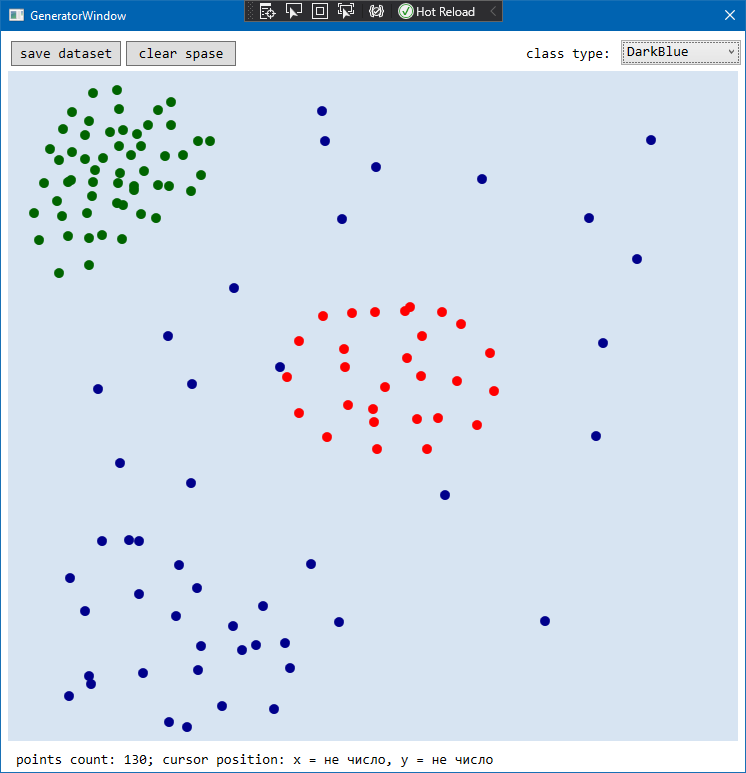 GeneratorWindow
Hot Reload
save dataset clear spase class type: DarkBlue
points count: 130; cursor position: x = не число, y = не число